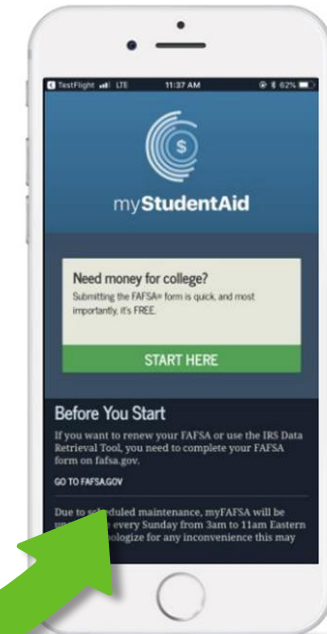 TestFlight LTE 11:37 AM 62%
$
myStudentAid
Need money for college?
Submitting the FAFSA® form is quick, and most
importantly, it's FREE.
START HERE
Before You Start
If you want to renew your FAFSA or use the IRS Data
Retrieval Tool, you need to complete your FAFSA
form on fafsa.gov.
GO TO FAFSA.GOV
Due to scheduled maintenance, myFAFSA will be
every Sunday from 3am to 11am Eastern
for any inconvenience this may